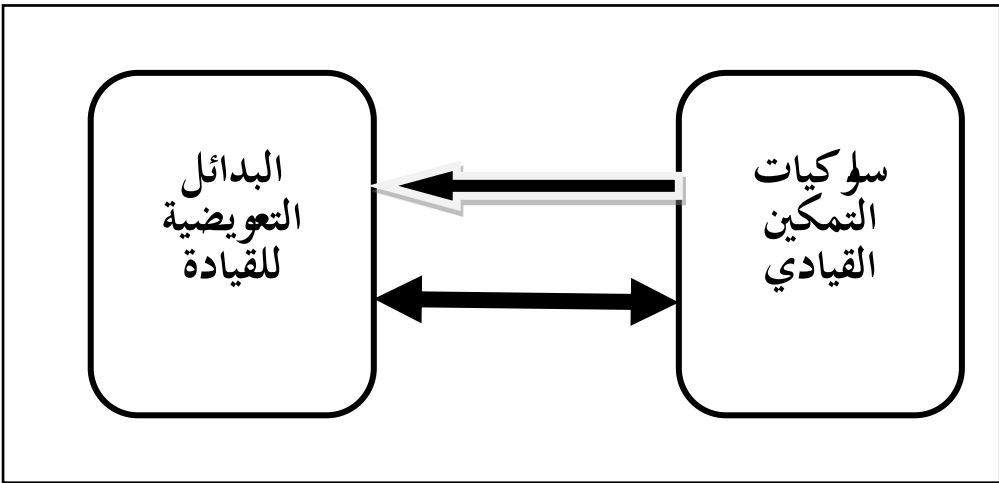 سلوكيات
التمكين
القيادي
البدائل
التعويضية
للقيادة